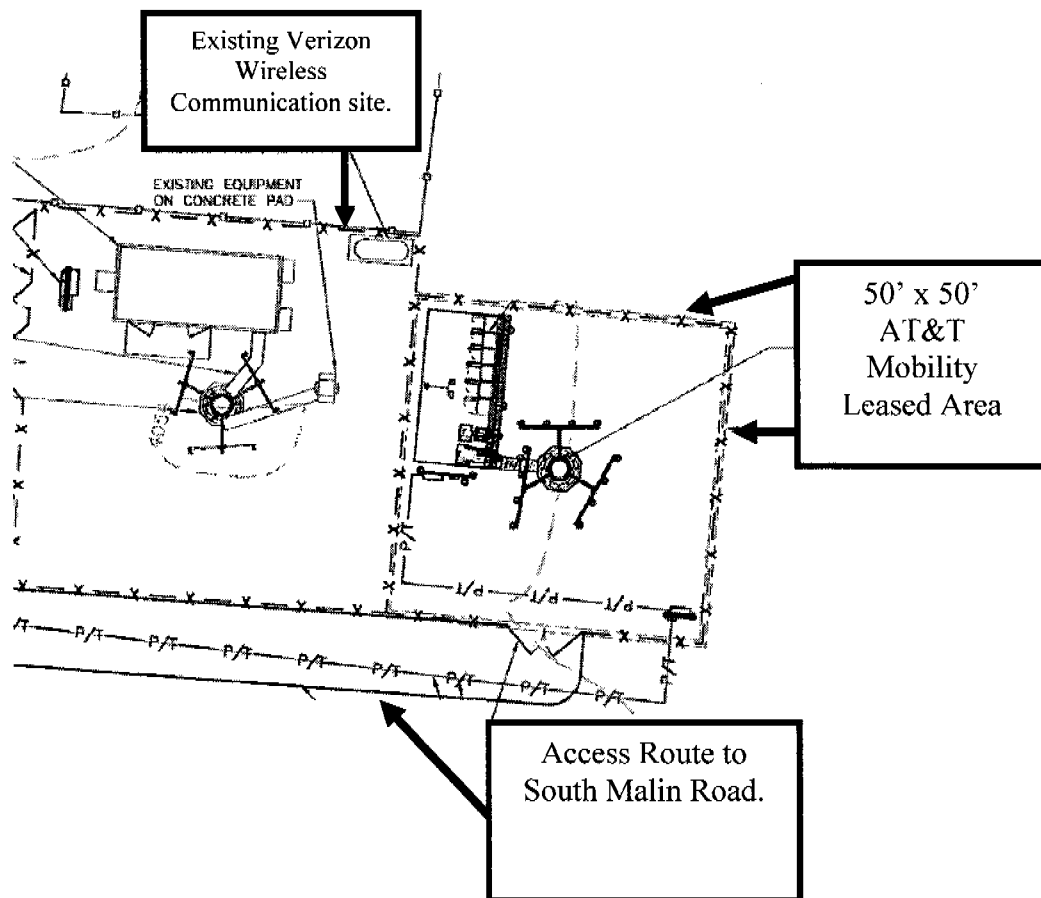 Existing Verizon
Wireless
Communication site.
EXISTING EQUIPMENT
ON CONCRETE PAD
50’ x 50’
AT&T
Mobility
Leased Area
P/T
P/T P/T P/T
P/T P/T P/T P/T P/T P/T P/T P/T
P/T
Access Route to
South Malin Road.